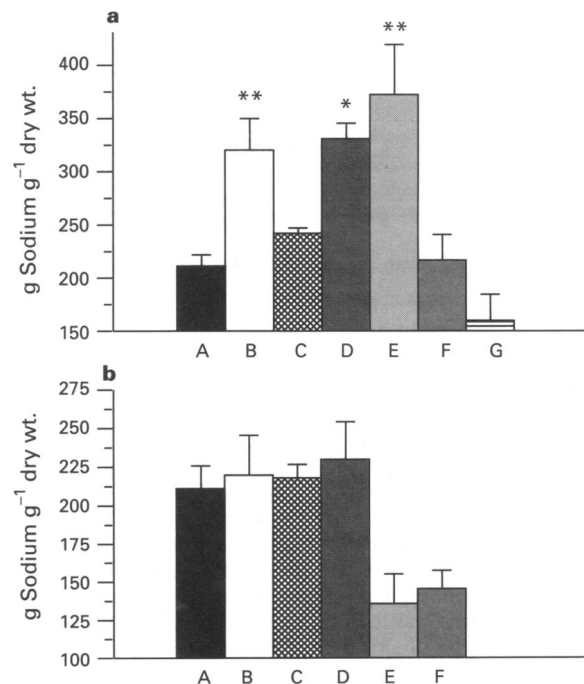 a
g Sodium g⁻¹ dry wt.
400
350
300
250
200
150
** * **
A B C D E F G
b
g Sodium g⁻¹ dry wt.
275
250
225
200
175
150
125
100
A B C D E F